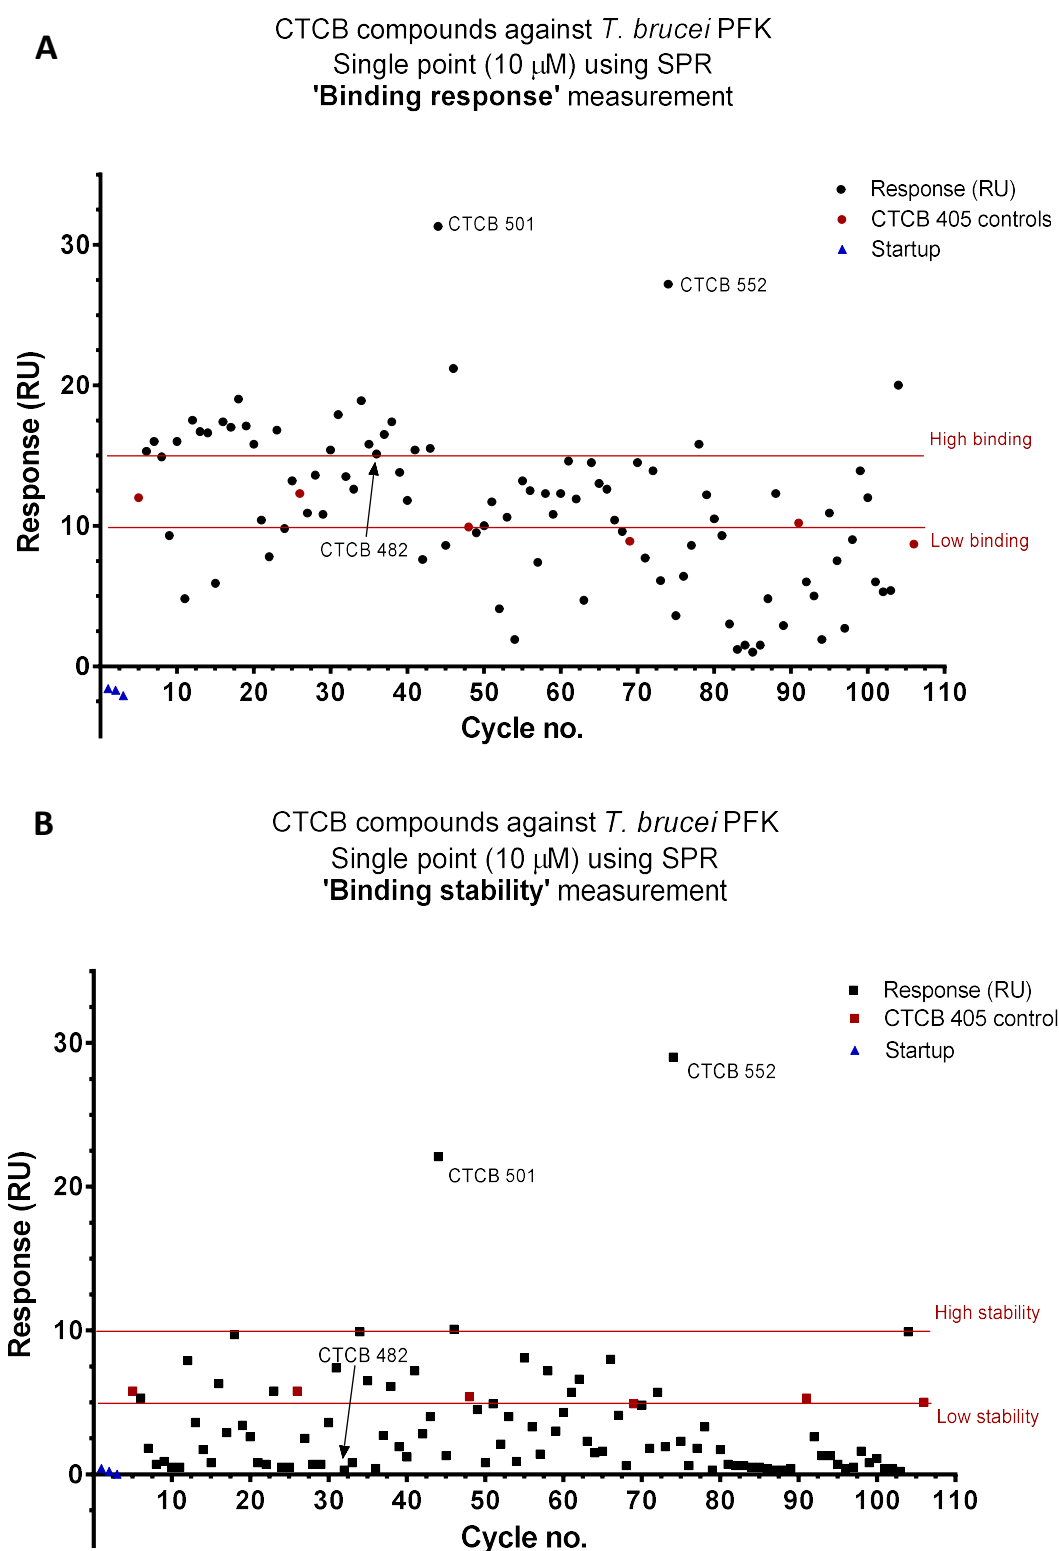 A
CTCB compounds against T. brucei PFK
Single point (10 μM) using SPR
'Binding response' measurement
Response (RU)
CTCB 405 controls
Startup
CTCB 501
CTCB 552
High binding
CTCB 482
Low binding
Response (RU)
30
20
10
0
10 20 30 40 50 60 70 80 90 100 110
Cycle no.
B
CTCB compounds against T. brucei PFK
Single point (10 μM) using SPR
'Binding stability' measurement
Response (RU)
CTCB 405 control
Startup
CTCB 552
CTCB 501
High stability
CTCB 482
Low stability
Response (RU)
30
20
10
0
10 20 30 40 50 60 70 80 90 100 110
Cycle no.